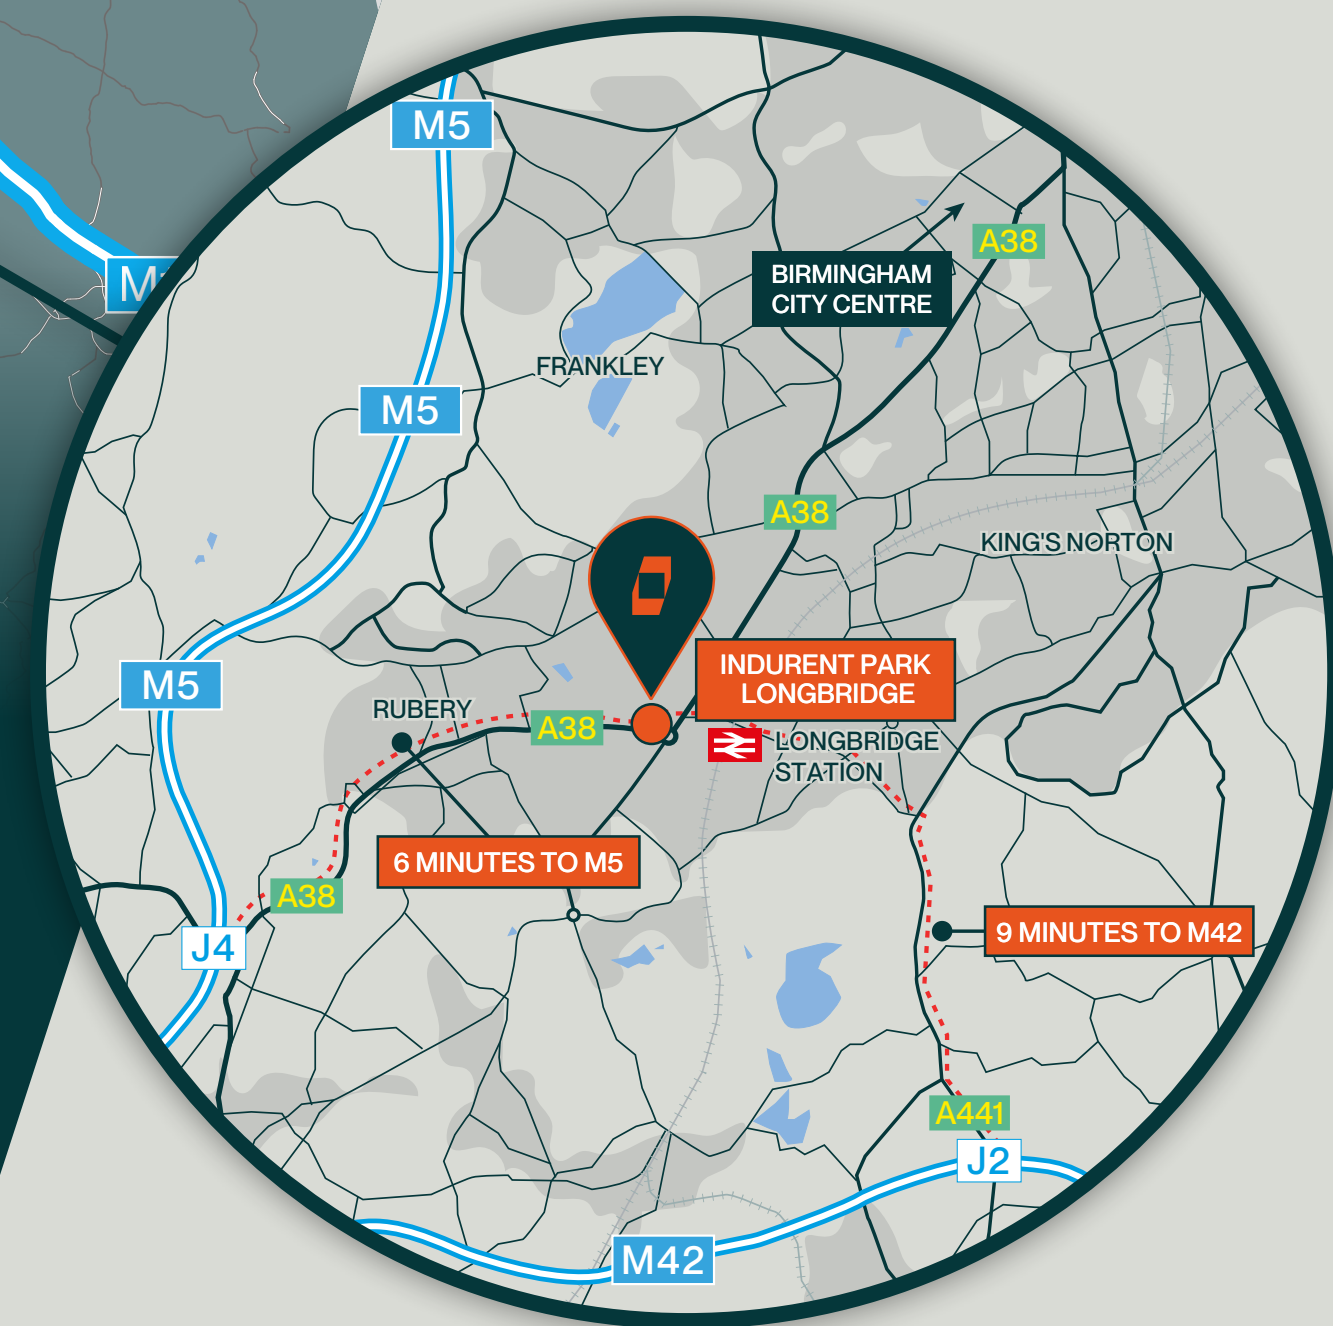 M5
A38
BIRMINGHAM
CITY CENTRE
FRANKLEY
M5
A38
KING'S NORTON
INDURENT PARK
LONGBRIDGE
M5
RUBERY
A38
LONGBRIDGE
STATION
6 MINUTES TO M5
A38
9 MINUTES TO M42
J4
A441
J2
M42